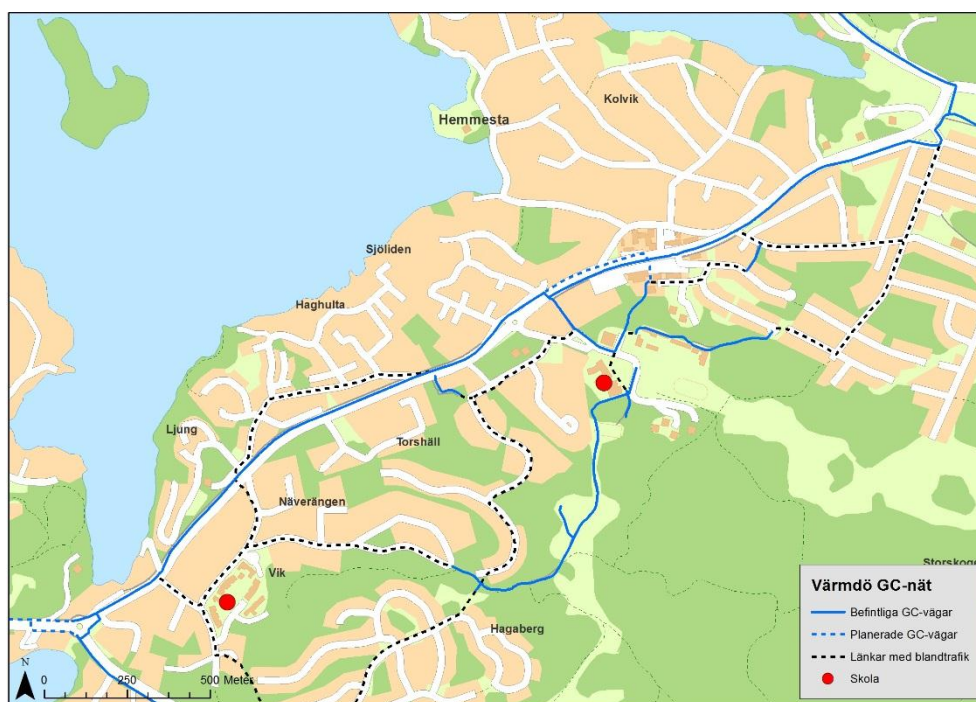 Kolvik
Hemmesta
Sjöliden
Haghulta
Ljung
Torshäll
Näverängen
Vik
Hagaberg
Storskoge
N
0 250 500 Meter
Värmdö GC-nät
Befintliga GC-vägar
Planerade GC-vägar
Länkar med blandtrafik
Skola